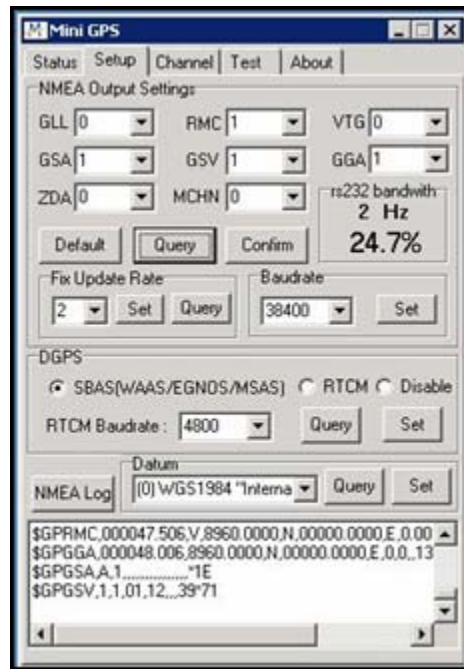 Mini GPS
Status Setup Channel Test About
NMEA Output Settings
GLL 0 RMC 1 VTG 0
GSA 1 GSV 1 GGA 1
ZDA 0 MCHN 0 rs232 bandwith
2 Hz
Default Query Confirm 24.7%
Fix Update Rate Baudrate
2 Set Query 38400 Set
DGPS
SBAS(WAAS/EGNOS/MSAS) RTCM Disable
RTCM Baudrate : 4800 Query Set
Datum
NMEA Log (0) WGS1984 "Interna Query Set
$GPRMC,000047.506,V,8960.0000,N,00000.0000,E,0.00
$GPGGA,000048.006,8960.0000,N,00000.0000,E,0,0,,13
$GPGSA,A,1,,,,,,,,,,,,,,,*1E
$GPGSV,1,1,01,12,,,39*71